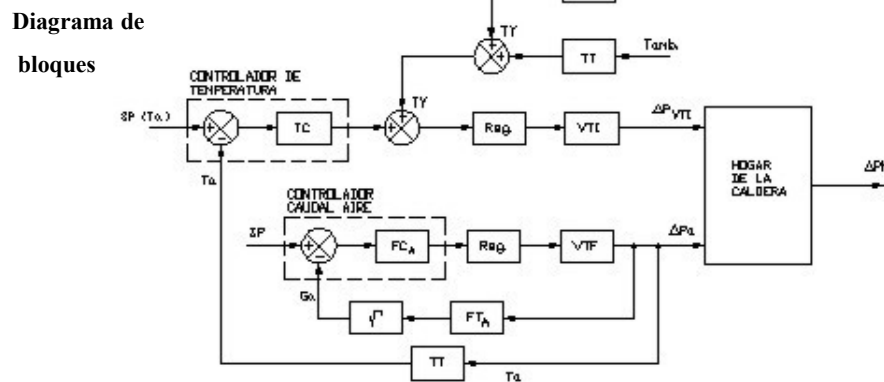 Diagrama de
bloques
TY
Tamb.
TT
CONTROLADOR DE
TEMPERATURA
TY
SP (Ta)
TC
Reg.
VTI
ΔPVTI
HOGAR
DE LA
CALDERA
ΔPh
Ta
CONTROLADOR
CAUDAL AIRE
SP
FCA
Reg
VTF
ΔPa
Ga
√
FTA
TT
Ta